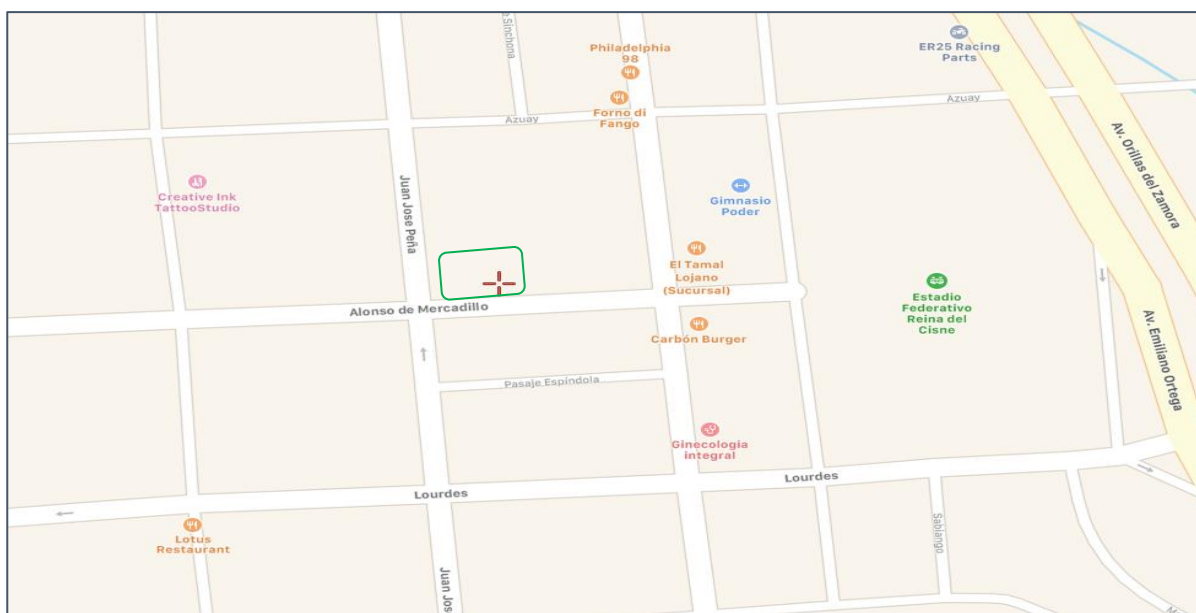 Sinchona
Philadelphia
98
ER25 Racing
Parts
Forno di
Fango
Azuay
Azuay
Av. Orillas del Zamora
Creative Ink
TattooStudio
Juan Jose Peña
Gimnasio
Poder
El Tamal
Lojano
(Sucursal)
Alonso de Mercadillo
Estadio
Federativo
Reina del
Cisne
Carbón Burger
Av. Emiliano Ortega
Pasaje Espíndola
Ginecologia
integral
Lourdes
Lourdes
Lotus
Restaurant
Sabiango
Juan Jos